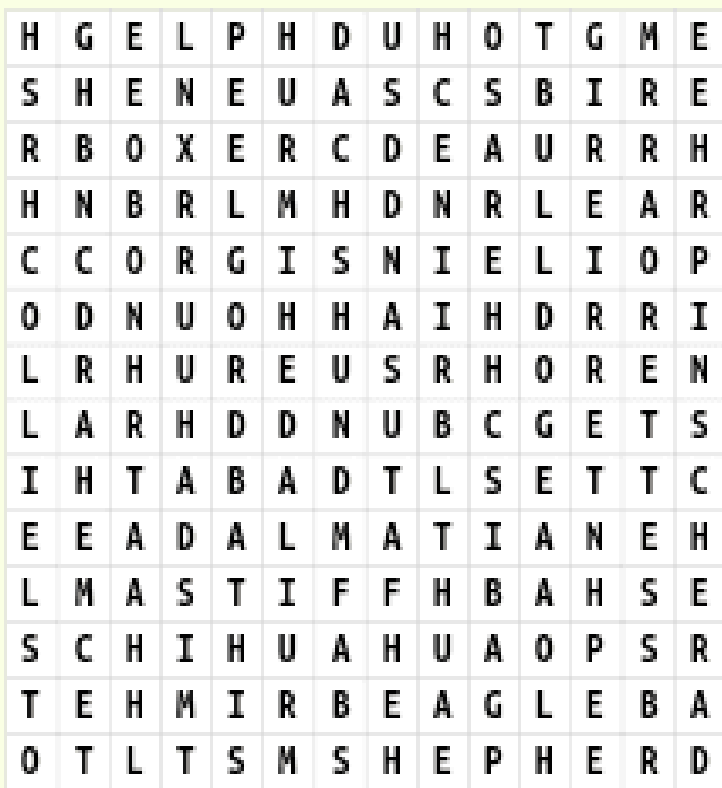 H G E L P H D U H O T G M E
S H E N E U A S C S B I R E
R B O X E R C D E A U R R H
H N B R L M H D N R L E A R
C C O R G I S N I E L I O P
O D N U O H H A I H D R R I
L R H U R E U S R H O R E N
L A R H D D N U B C G E T S
I H T A B A D T L S E T T C
E E A D A L M A T I A N E H
L M A S T I F F H B A H S E
S C H I H U A H U A O P S R
T E H M I R B E A G L E B A
O T L T S M S H E P H E R D